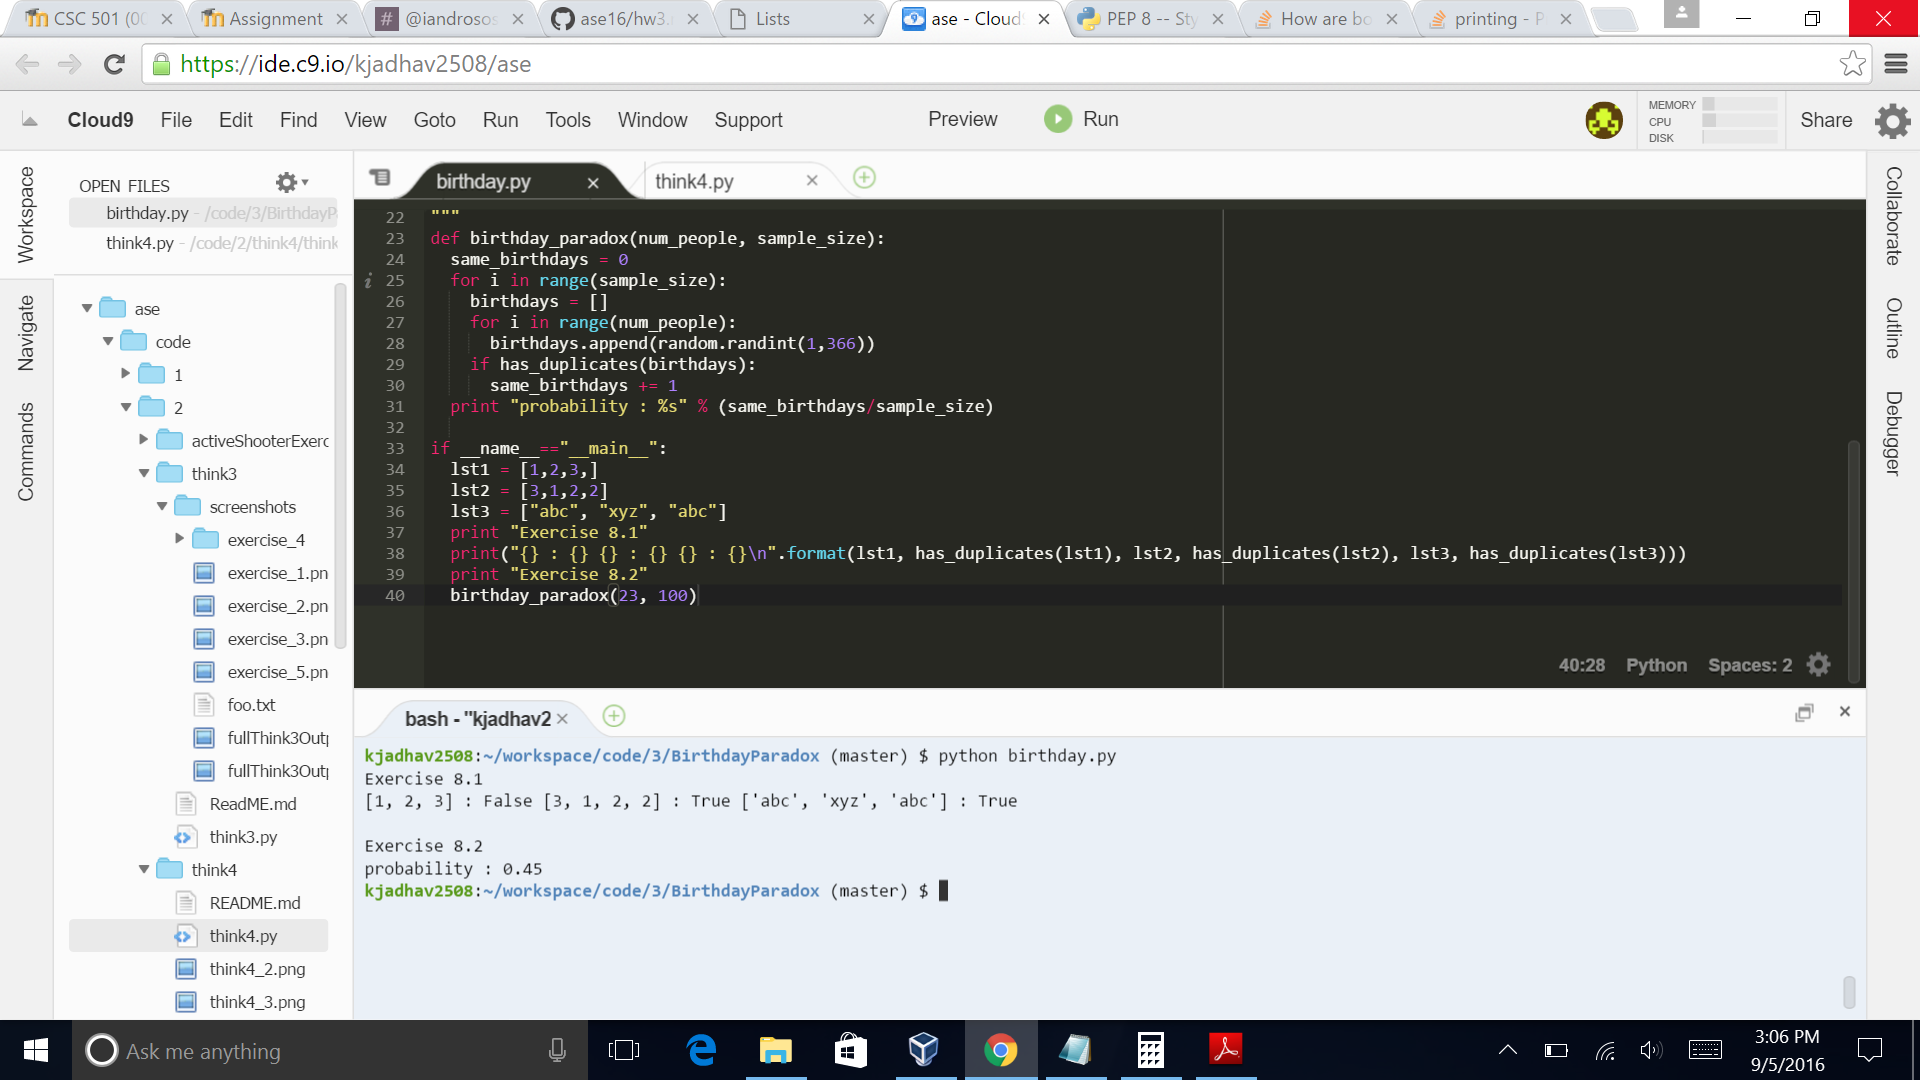 CSC 501 (00
Assignment
@iandrosos
ase16/hw3.
Lists
ase - Cloud9
PEP 8 -- Sty
How are bo
printing - P
https://ide.c9.io/kjadhav2508/ase
Cloud9 File Edit Find View Goto Run Tools Window Support Preview Run
MEMORY
CPU
DISK
Share
Workspace
Navigate
Commands
OPEN FILES
birthday.py - /code/3/BirthdayPa
think4.py - /code/2/think4/think
ase
code
1
2
activeShooterExerc
think3
screenshots
exercise_4
exercise_1.pn
exercise_2.pn
exercise_3.pn
exercise_5.pn
foo.txt
fullThink3Outp
fullThink3Outp
ReadME.md
think3.py
think4
README.md
think4.py
think4_2.png
think4_3.png
birthday.py
think4.py
22 """
23 def birthday_paradox(num_people, sample_size):
24 same_birthdays = 0
25 for i in range(sample_size):
26 birthdays = []
27 for i in range(num_people):
28 birthdays.append(random.randint(1,366))
29 if has_duplicates(birthdays):
30 same_birthdays += 1
31 print "probability : %s" % (same_birthdays/sample_size)
32
33 if __name__=="__main__":
34 lst1 = [1,2,3,]
35 lst2 = [3,1,2,2]
36 lst3 = ["abc", "xyz", "abc"]
37 print "Exercise 8.1"
38 print("{} : {} {} : {} {} : {}\n".format(lst1, has_duplicates(lst1), lst2, has_duplicates(lst2), lst3, has_duplicates(lst3)))
39 print "Exercise 8.2"
40 birthday_paradox(23, 100)
40:28 Python Spaces: 2
Collaborate
Outline
Debugger
bash - "kjadhav2
kjadhav2508:~/workspace/code/3/BirthdayParadox (master) $ python birthday.py
Exercise 8.1
[1, 2, 3] : False [3, 1, 2, 2] : True ['abc', 'xyz', 'abc'] : True
Exercise 8.2
probability : 0.45
kjadhav2508:~/workspace/code/3/BirthdayParadox (master) $
Ask me anything
3:06 PM
9/5/2016